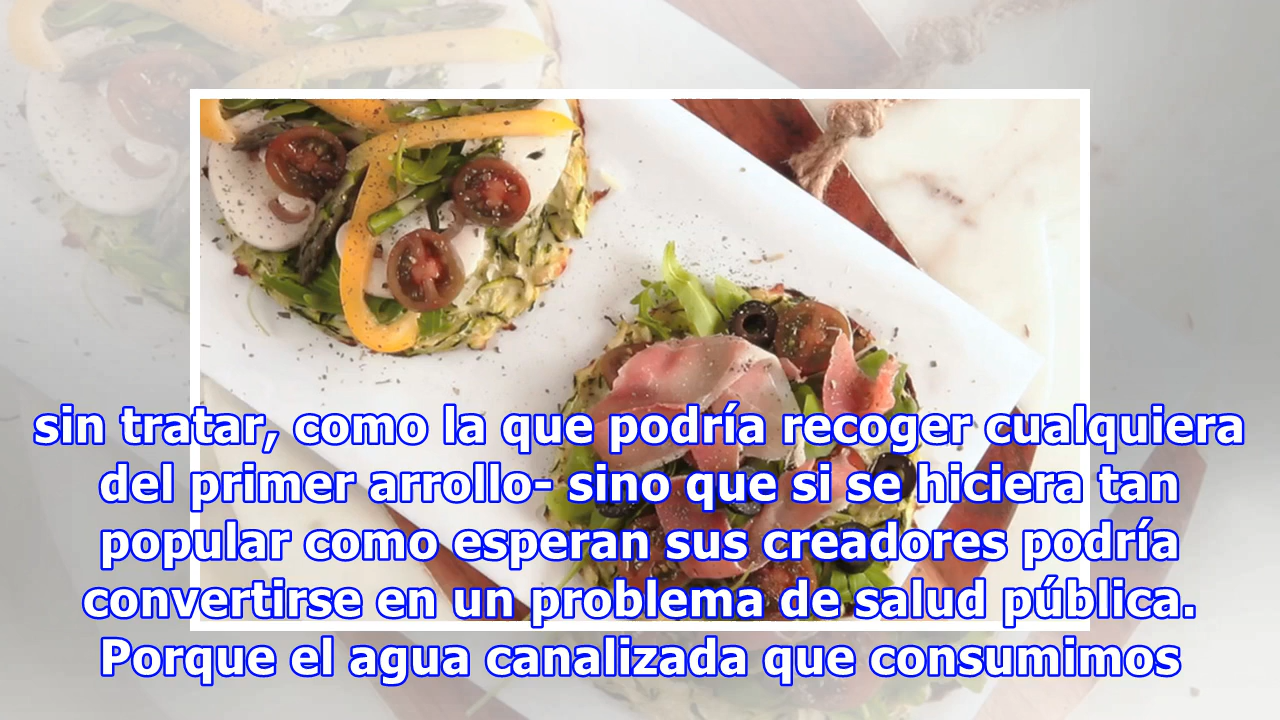 sin tratar, como la que podría recoger cualquiera
del primer arrollo- sino que si se hiciera tan
popular como esperan sus creadores podría
convertirse en un problema de salud pública.
Porque el agua canalizada que consumimos